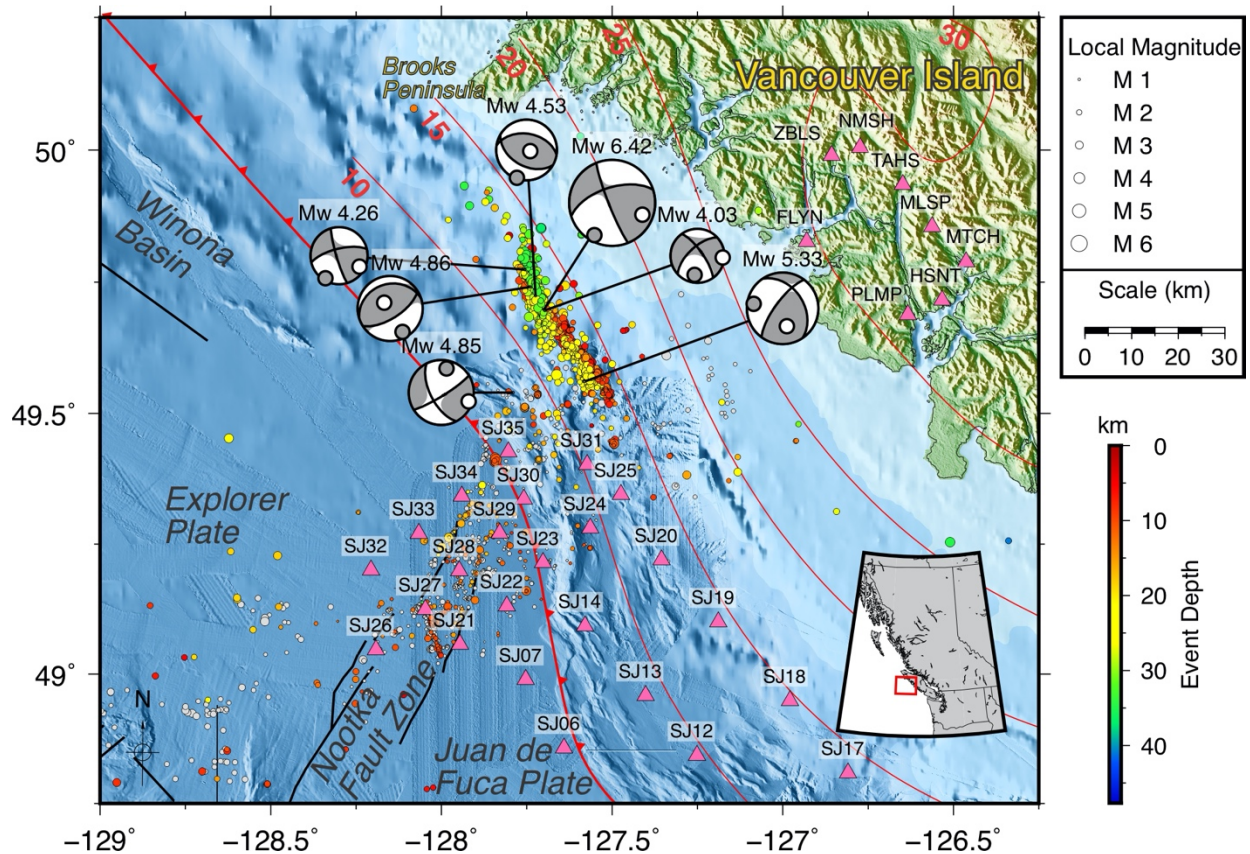 Brooks
Peninsula
Vancouver Island
20
25
30
15
10
Mw 4.53
Mw 6.42
Mw 4.26
Mw 4.03
Mw 4.86
Mw 5.33
Mw 4.85
ZBLS
NMSH
TAHS
MLSP
FLYN
MTCH
HSNT
PLMP
Winona
Basin
Explorer
Plate
SJ35
SJ31
SJ34
SJ30
SJ25
SJ33
SJ29
SJ24
SJ32
SJ28
SJ23
SJ20
SJ27
SJ22
SJ26
SJ21
SJ14
SJ19
SJ07
SJ13
SJ18
SJ06
SJ12
SJ17
Nootka
Fault Zone
Juan de
Fuca Plate
N
50˚
49.5˚
49˚
−129˚
−128.5˚
−128˚
−127.5˚
−127˚
−126.5˚
Local Magnitude
M 1
M 2
M 3
M 4
M 5
M 6
Scale (km)
0 10 20 30
km
0
10
20
30
40
Event Depth